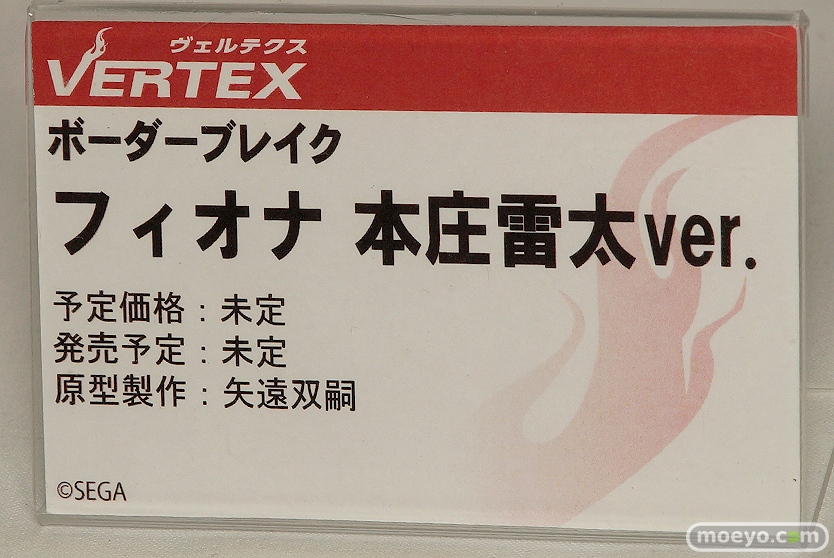 ヴェルテクス
VERTEX
ボーダーブレイク
フィオナ 本庄雷太ver.
予定価格：未定
発売予定：未定
原型製作：矢遠双嗣
©SEGA
moeyo.com